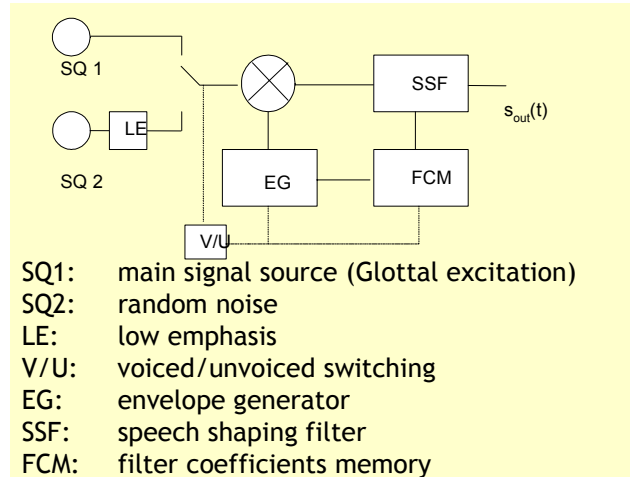 SQ 1
SSF
s_out(t)
LE
SQ 2
EG
FCM
V/U
SQ1: main signal source (Glottal excitation)
SQ2: random noise
LE: low emphasis
V/U: voiced/unvoiced switching
EG: envelope generator
SSF: speech shaping filter
FCM: filter coefficients memory